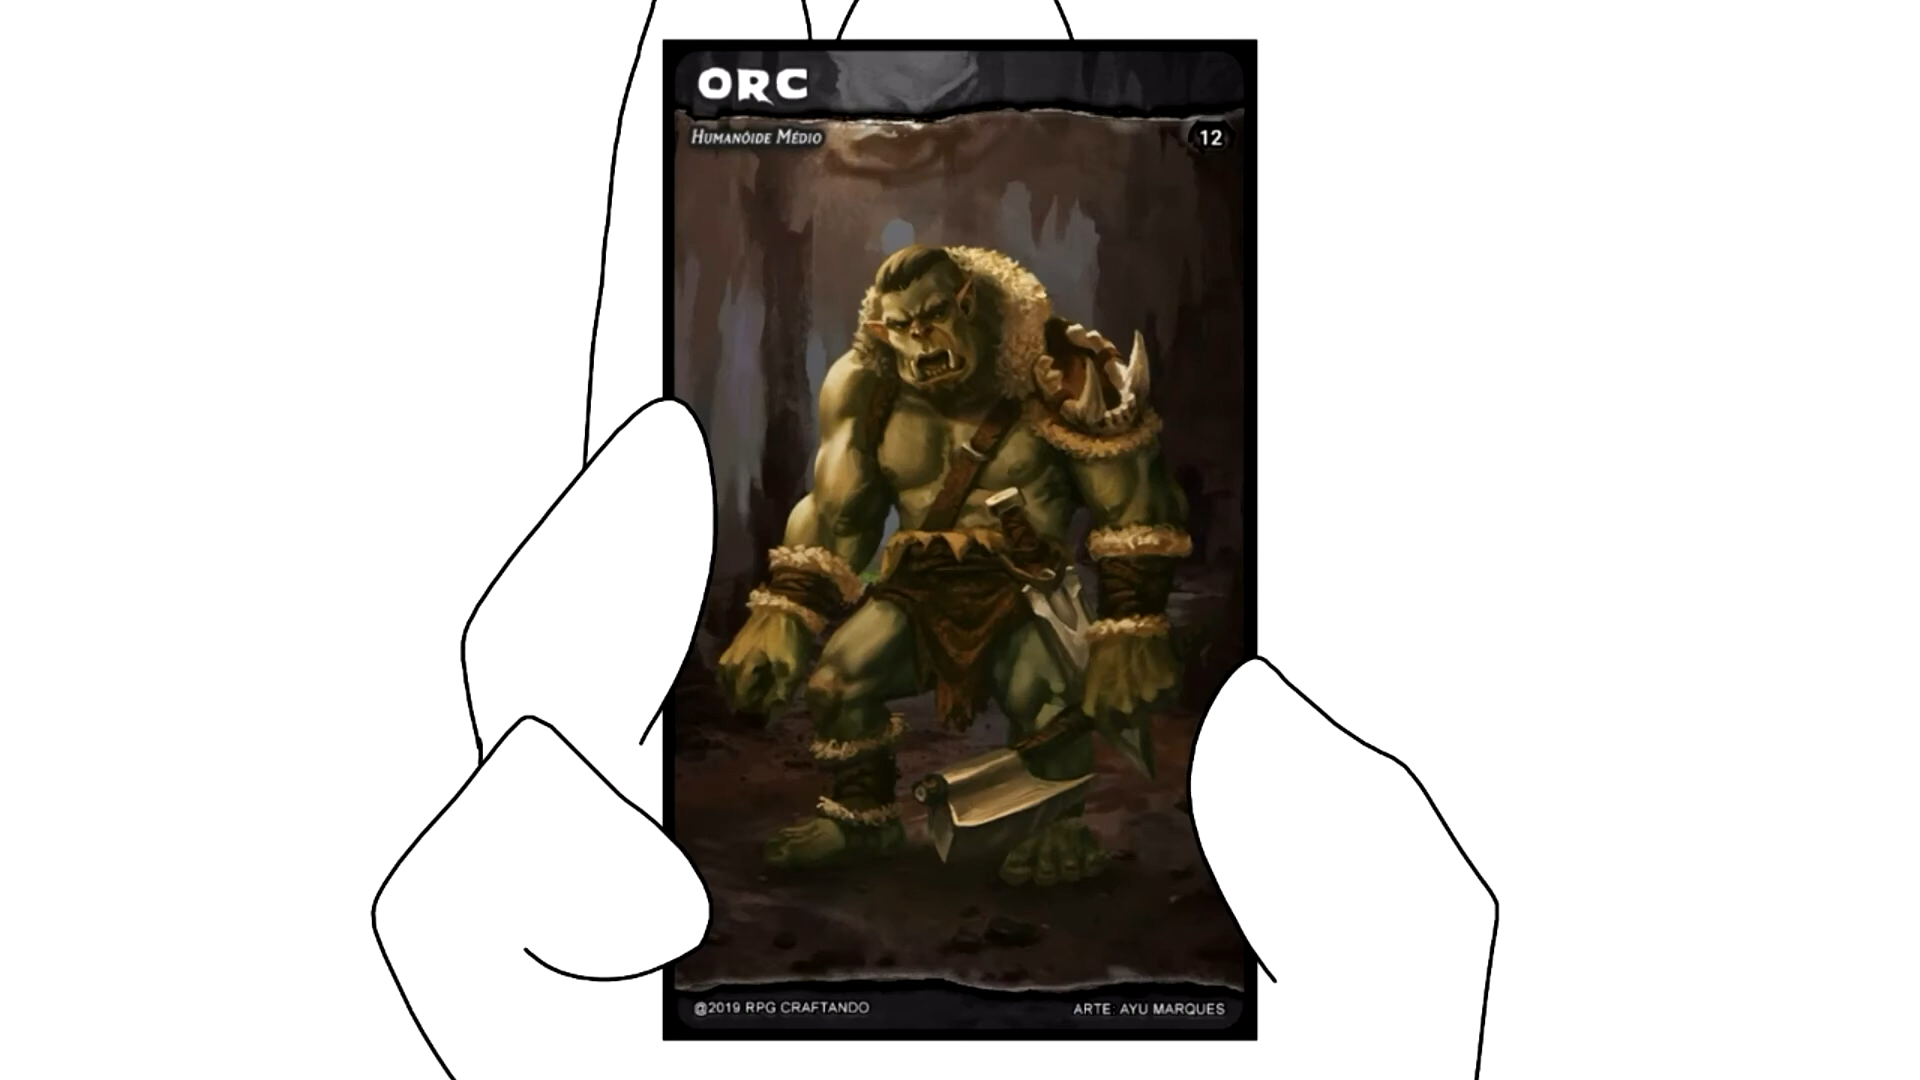 ORC
Humanóide Médio
12
@2019 RPG CRAFTANDO
ARTE: AYU MARQUES